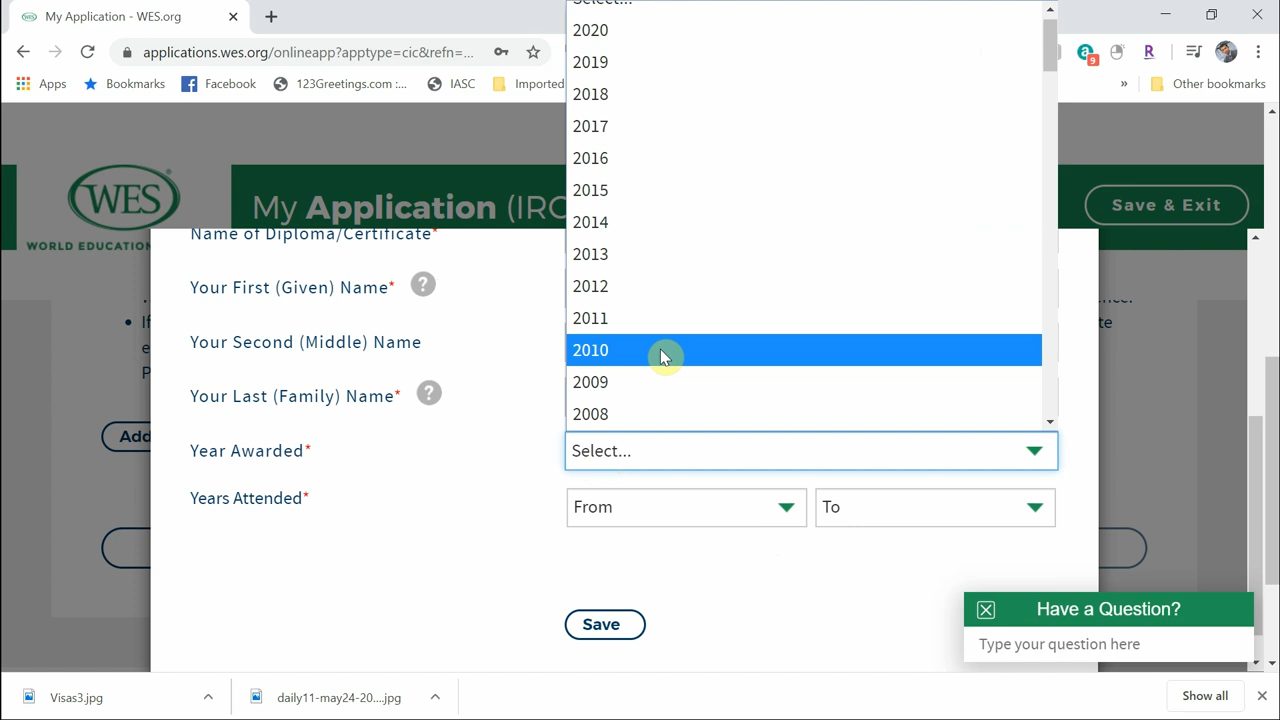 My Application - WES.org
applications.wes.org/onlineapp?apptype=cic&refn=...
9
R
Apps
Bookmarks
Facebook
123Greetings.com :...
IASC
Imported
»
Other bookmarks
WES
WORLD EDUCATION
My Application (IRC
Save & Exit
Select...
2020
2019
2018
2017
2016
2015
2014
2013
2012
2011
2010
2009
2008
Name of Diploma/Certificate*
Your First (Given) Name* ?
Your Second (Middle) Name
Your Last (Family) Name* ?
Year Awarded*
Select...
Years Attended*
From
To
Add
Save
Have a Question?
Type your question here
Visas3.jpg
daily11-may24-20....jpg
Show all